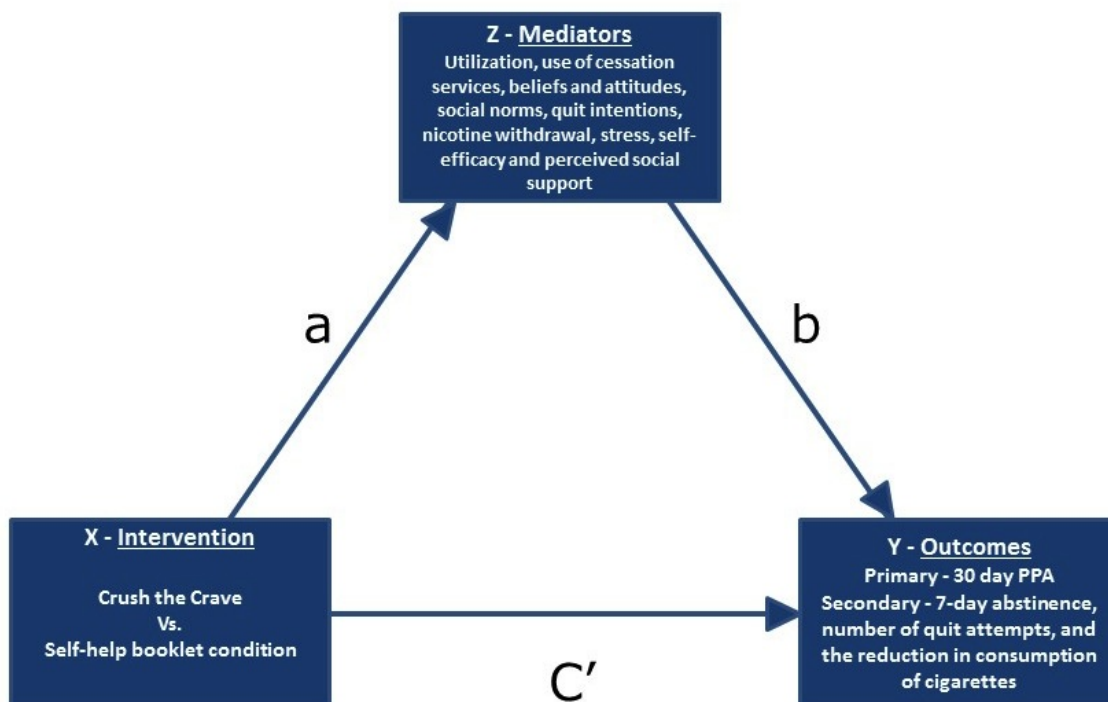 Z - Mediators
Utilization, use of cessation
services, beliefs and attitudes,
social norms, quit intentions,
nicotine withdrawal, stress, self-
efficacy and perceived social
support
a
b
X - Intervention
Crush the Crave
Vs.
Self-help booklet condition
Y - Outcomes
Primary - 30 day PPA
Secondary - 7-day abstinence,
number of quit attempts, and
the reduction in consumption
of cigarettes
C’